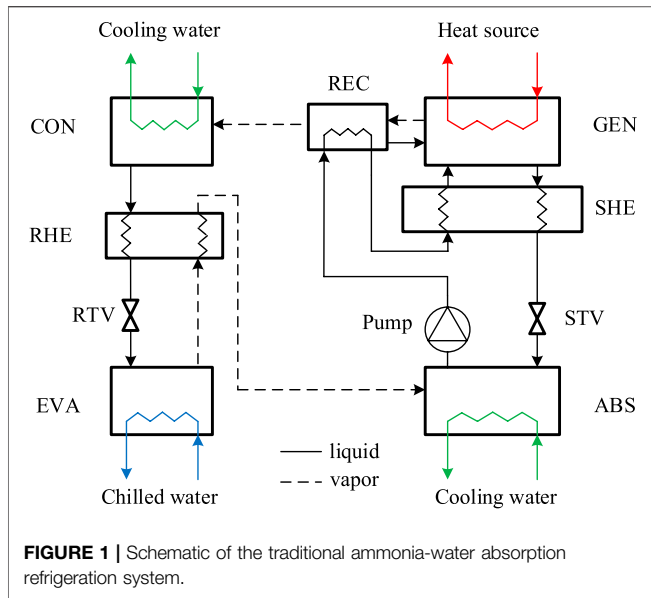 Cooling water
Heat source
REC
CON
GEN
SHE
RHE
RTV
Pump
STV
EVA
ABS
liquid
vapor
Chilled water
Cooling water
FIGURE 1 | Schematic of the traditional ammonia-water absorption
refrigeration system.